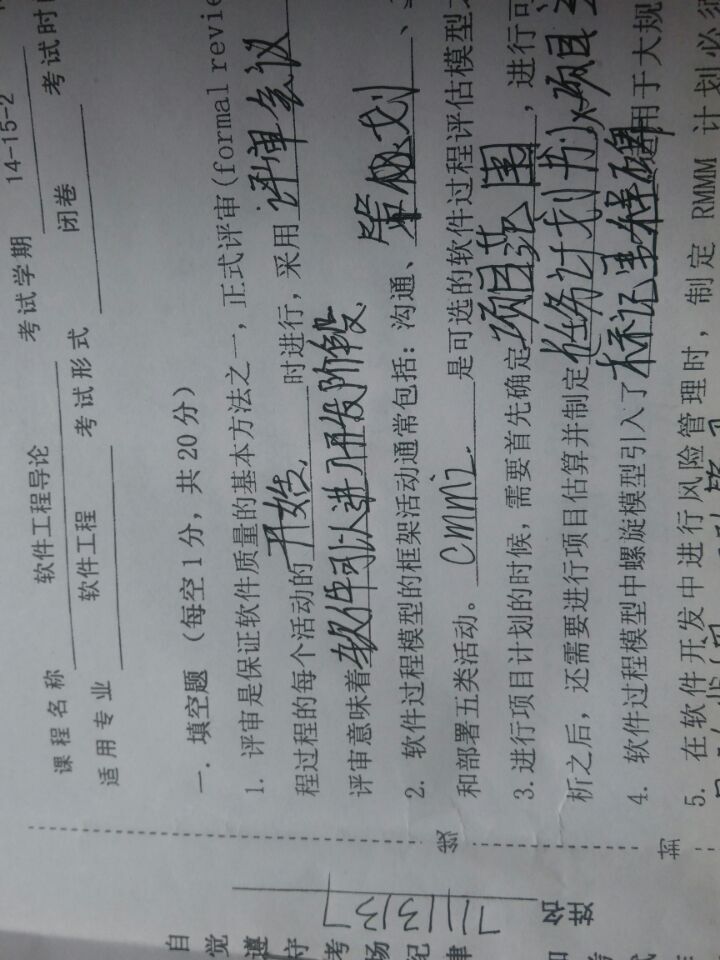 课程名称 软件工程导论 考试学期 14-15-2
适用专业 软件工程 考试形式 闭卷 考试时
一. 填空题（每空1分，共20分）
1. 评审是保证软件质量的基本方法之一，正式评审(formal revie
程过程的每个活动的 开始 时进行，采用 评审会议
评审意味着 软件可以进入开发阶段
2. 软件过程模型的框架活动通常包括：沟通、 策划 、
和部署五类活动。 CMMI 是可选的软件过程评估模型
3. 进行项目计划的时候，需要首先确定 项目范围 ，进行可
析之后，还需要进行项目估算并制定 任务计划书 项目
4. 软件过程模型中螺旋模型引入了 标记里程碑 适用于大规
5. 在软件开发中进行风险管理时，制定 RMMM 计划必须
自觉遵守考场纪律
姓名